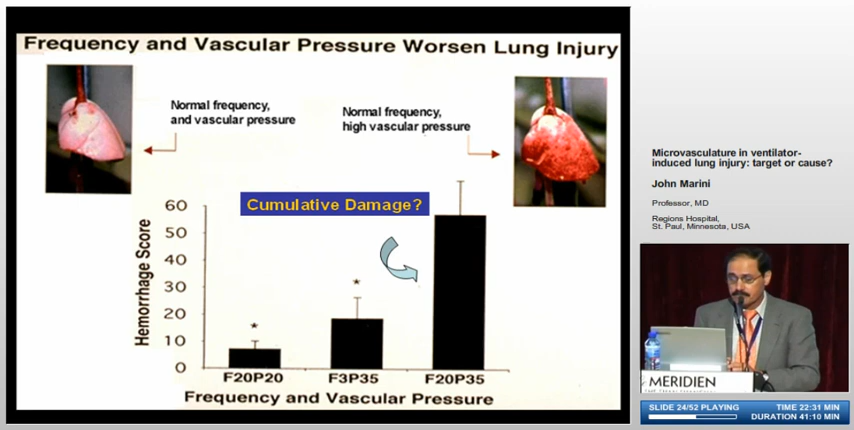 Frequency and Vascular Pressure Worsen Lung Injury
Normal frequency,
and vascular pressure
Normal frequency,
high vascular pressure
Cumulative Damage?
Hemorrhage Score
60
50
40
30
20
10
0
*
*
F20P20
F3P35
F20P35
Frequency and Vascular Pressure
Microvasculature in ventilator-
induced lung injury: target or cause?
John Marini
Professor, MD
Regions Hospital,
St. Paul, Minnesota, USA
MERIDIEN
SLIDE 24/52 PLAYING
TIME 22:31 MIN
DURATION 41:10 MIN